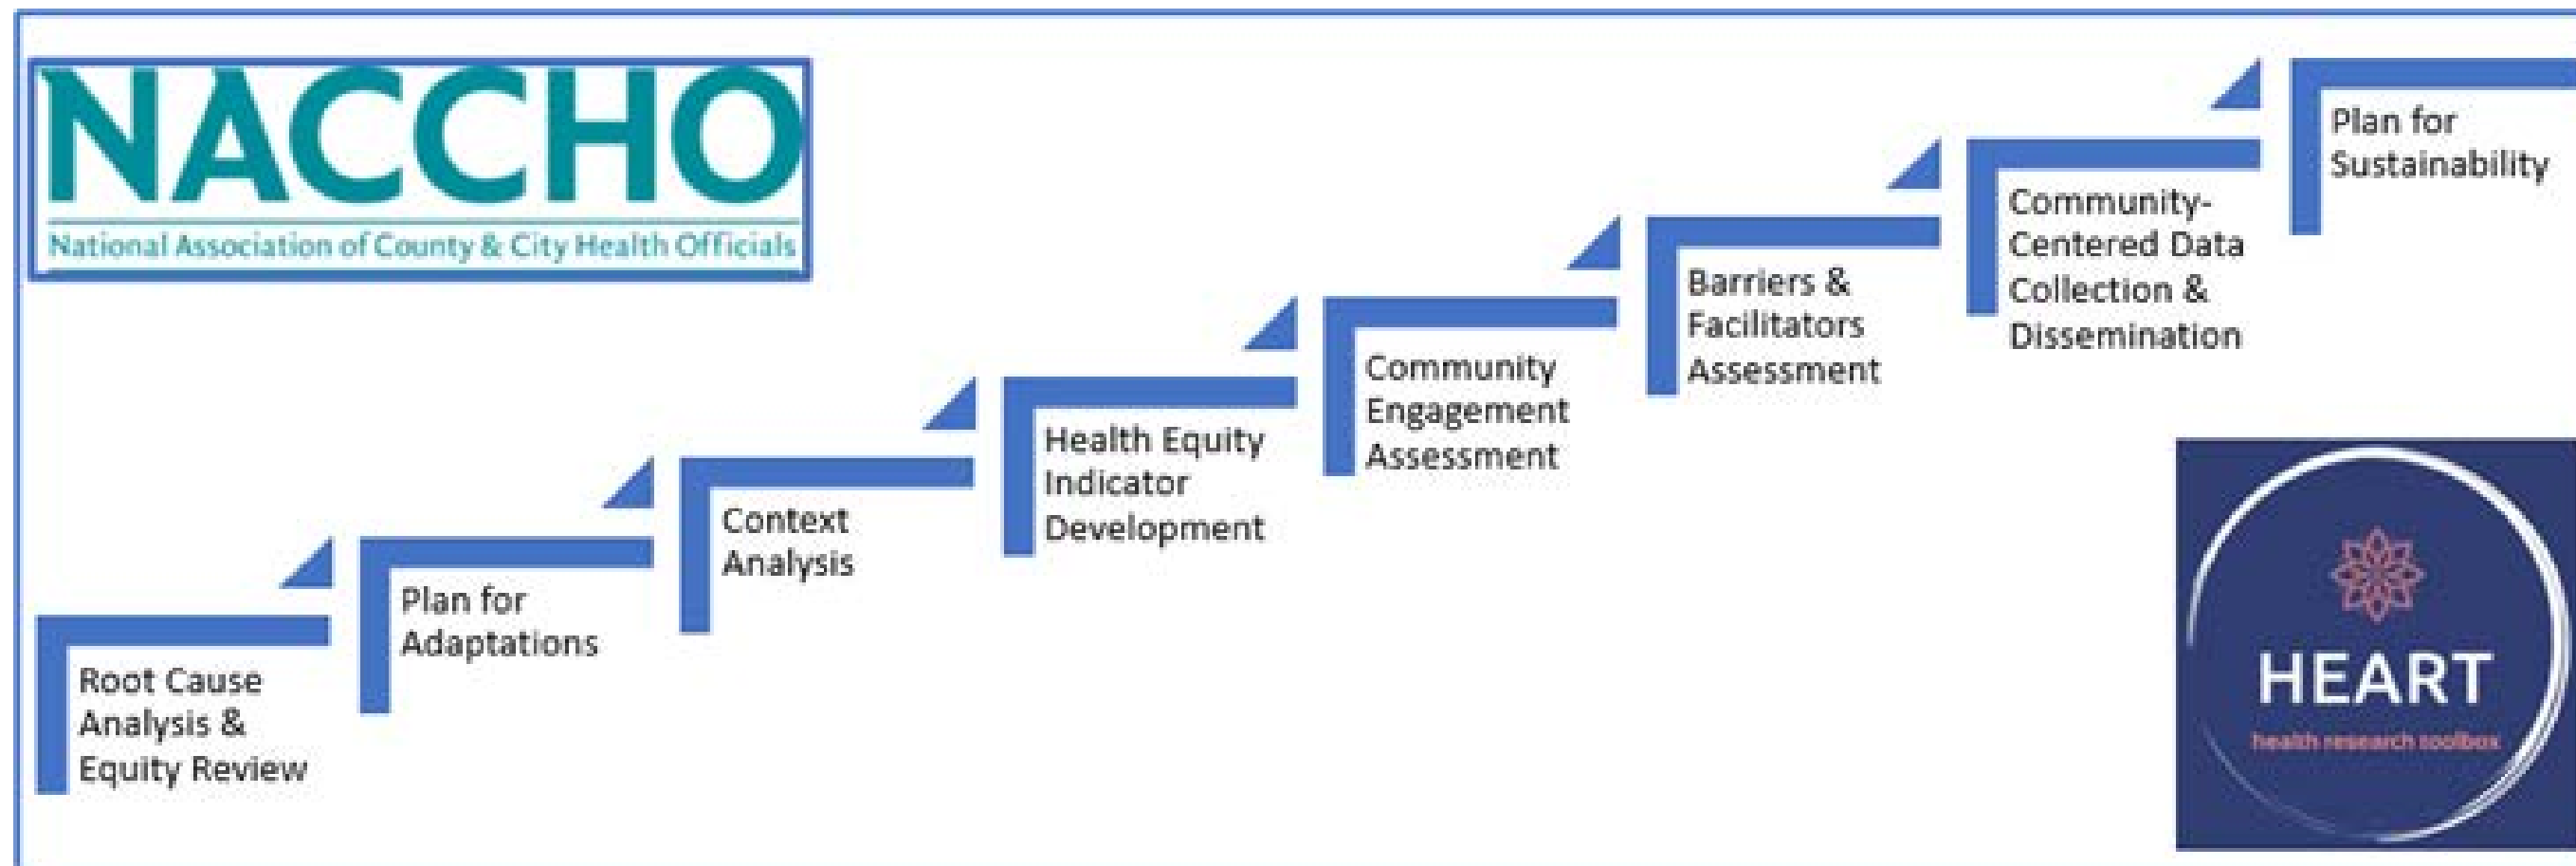 NACCHO
National Association of County & City Health Officials
Root Cause
Analysis &
Equity Review
Plan for
Adaptations
Context
Analysis
Health Equity
Indicator
Development
Community
Engagement
Assessment
Barriers &
Facilitators
Assessment
Community-
Centered Data
Collection &
Dissemination
Plan for
Sustainability
HEART
health research toolbox